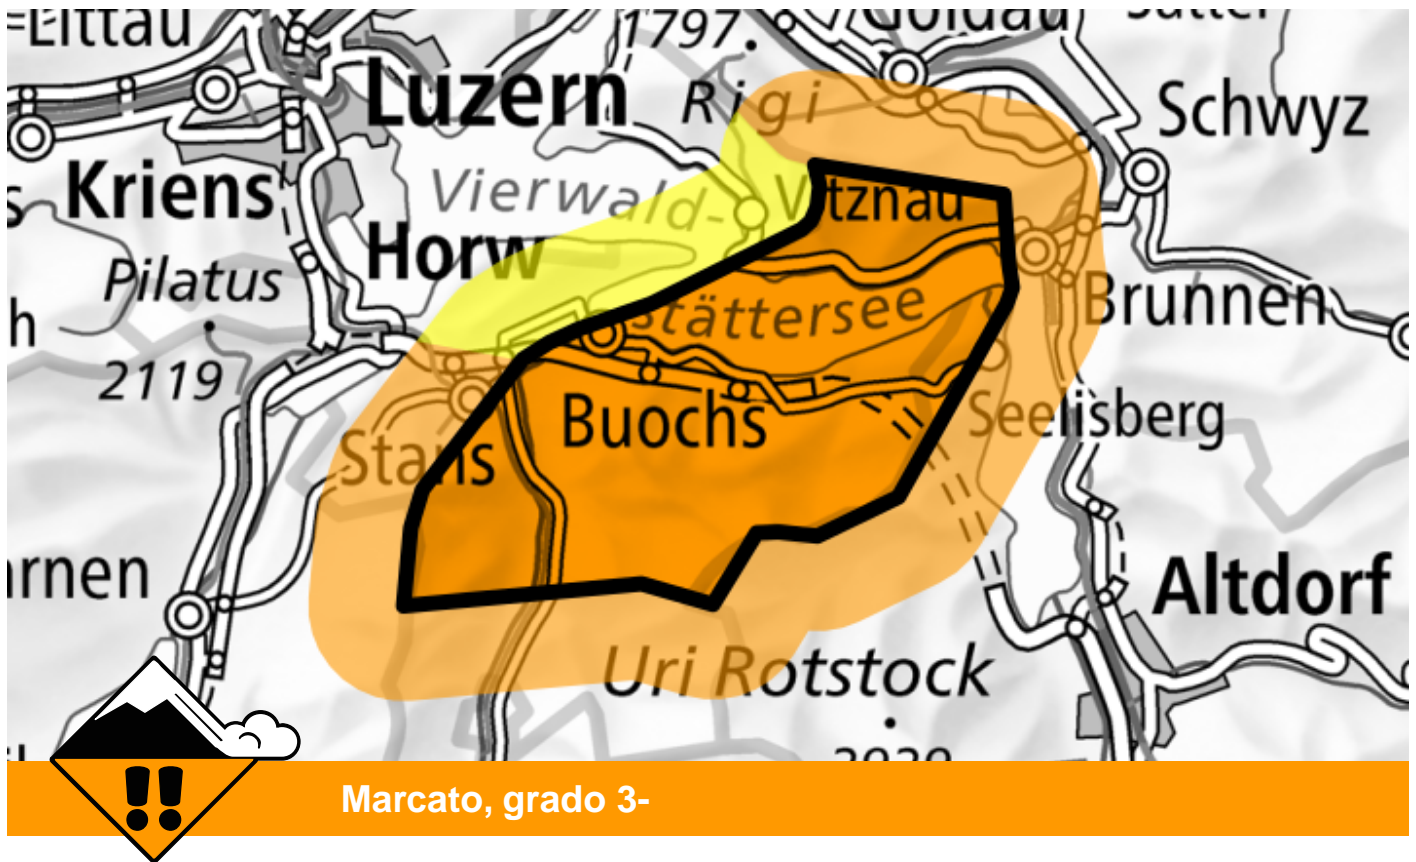 Littau
1797
Goldau
Luzern
Rigi
Schwyz
Kriens
Vierwald-
Vitznau
Horw
Pilatus
stättersee
Brunnen
h
2119
Buochs
Seelisberg
Stans
Altdorf
Uri Rotstock
Marcato, grado 3-